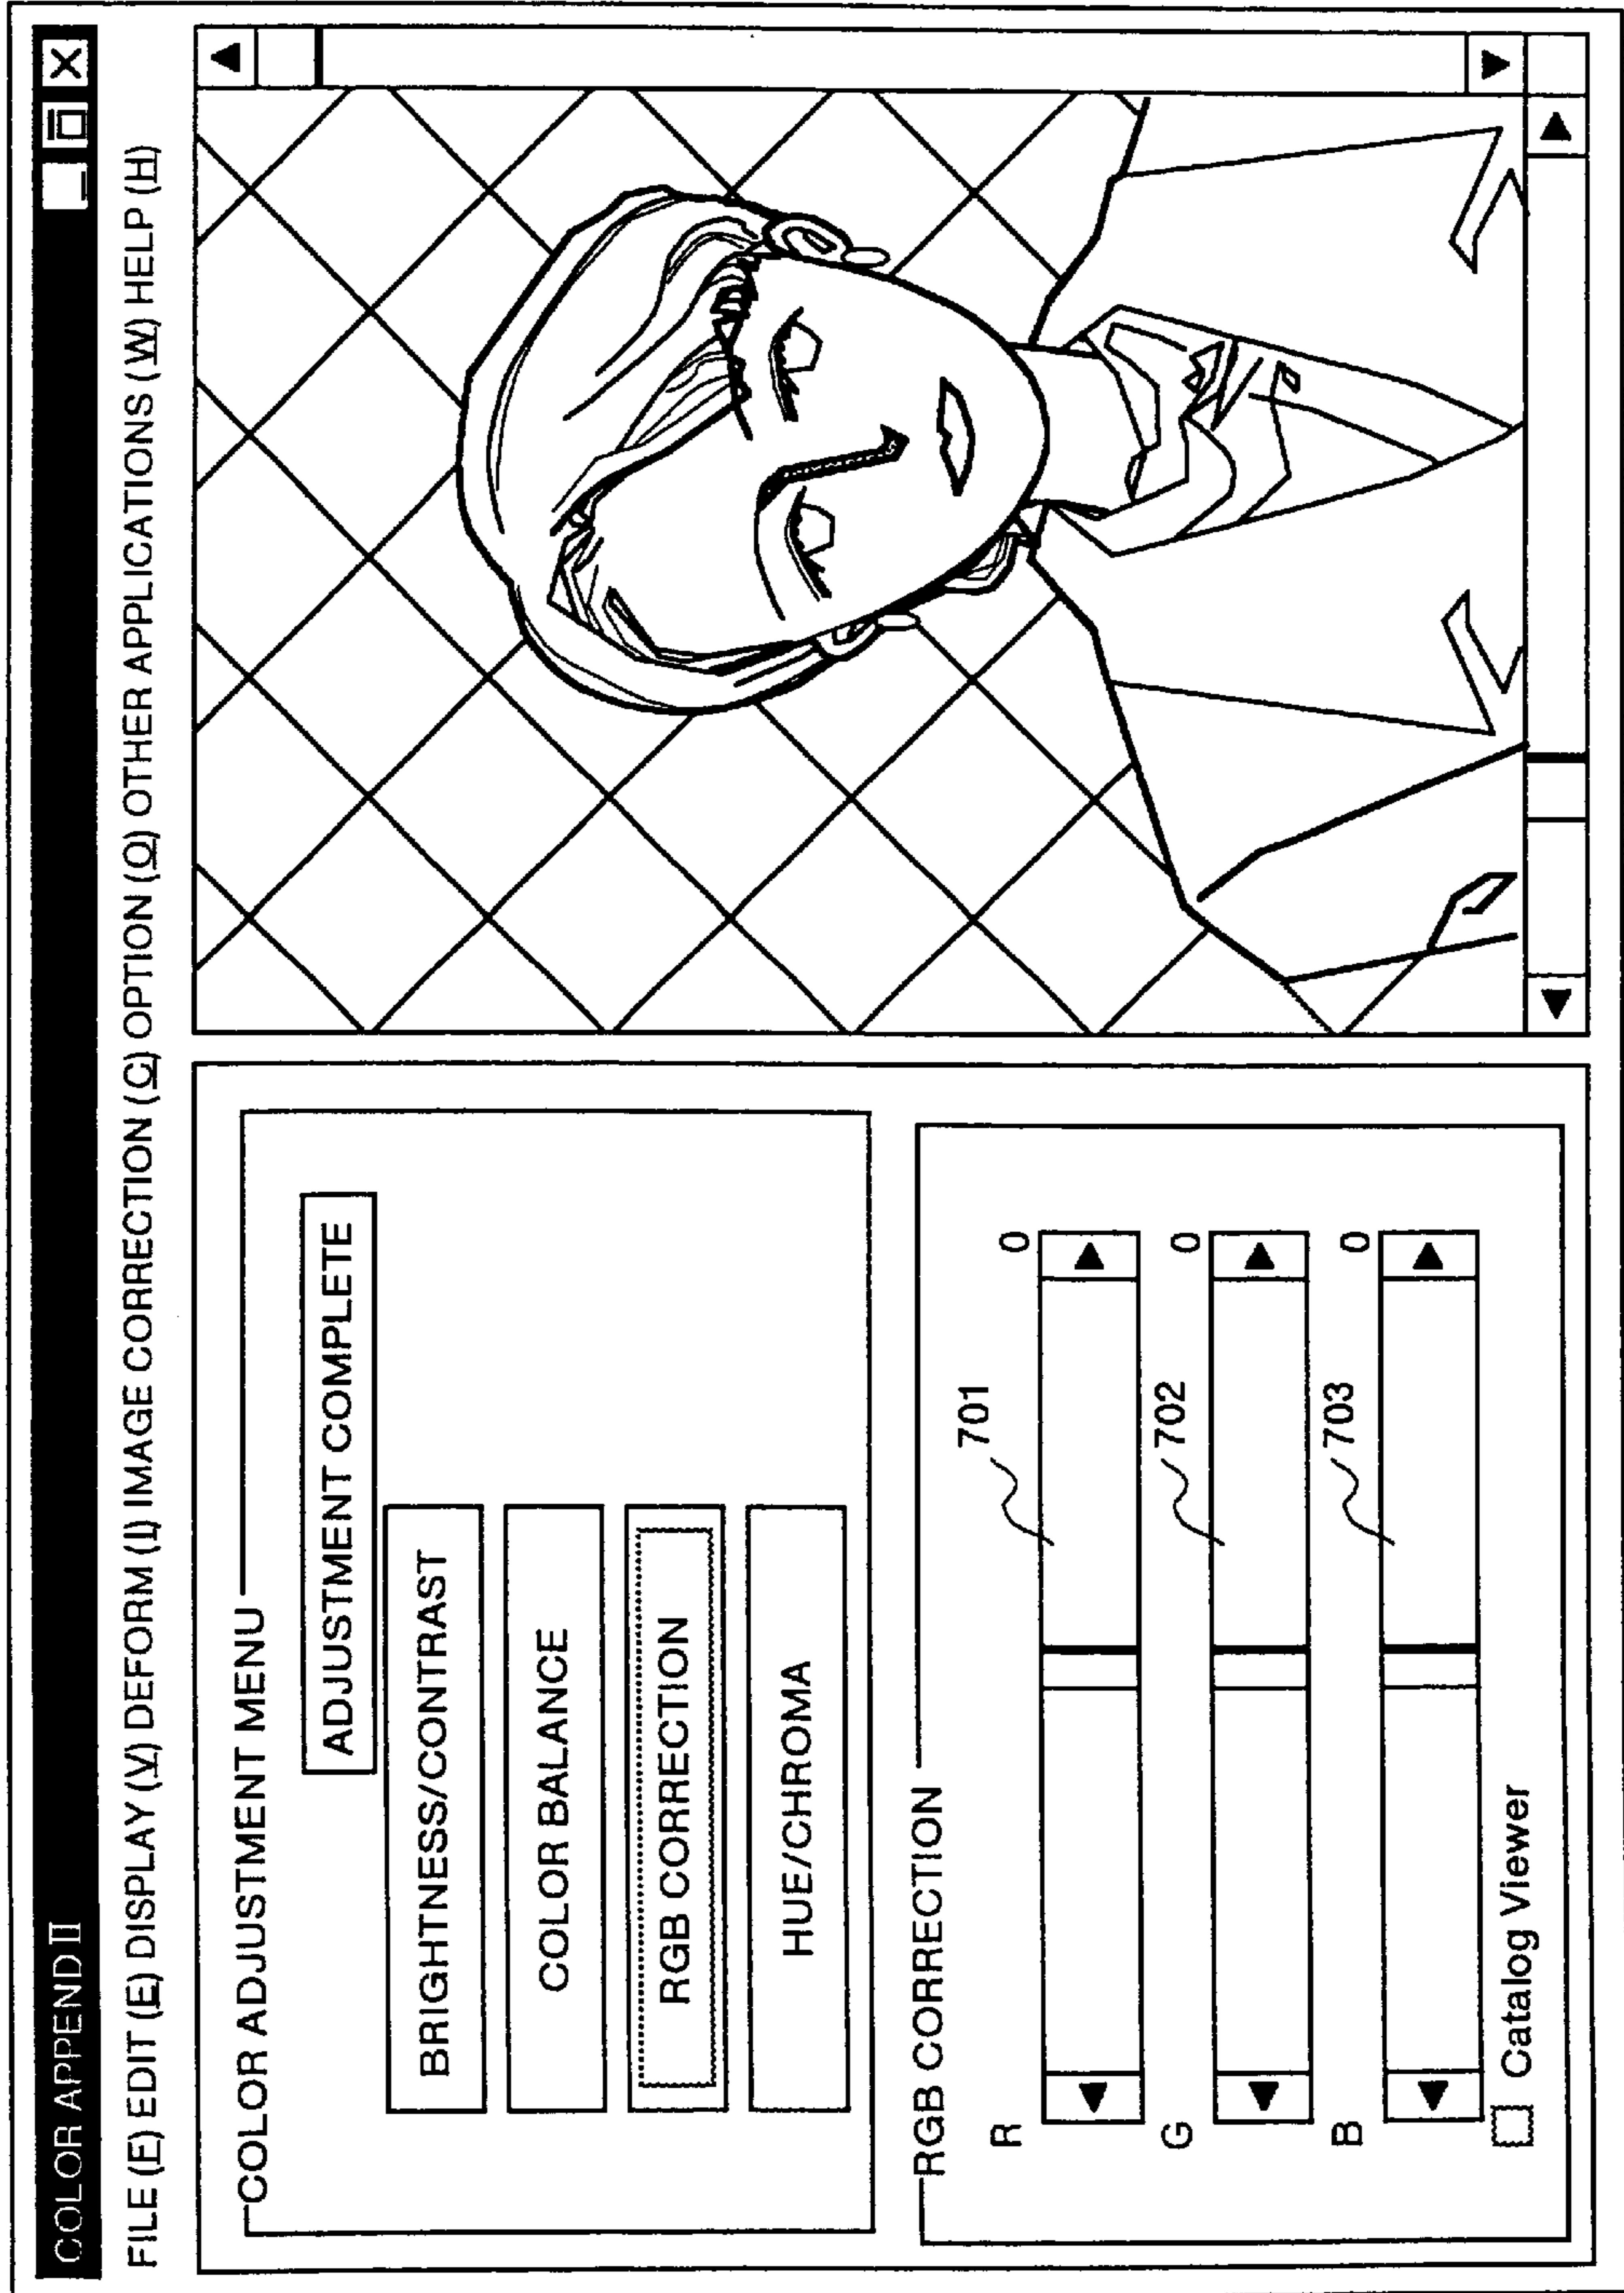 COLOR APPEND II
FILE (F) EDIT (E) DISPLAY (V) DEFORM (I) IMAGE CORRECTION (C) OPTION (O) OTHER APPLICATIONS (W) HELP (H)
COLOR ADJUSTMENT MENU
ADJUSTMENT COMPLETE
BRIGHTNESS/CONTRAST
COLOR BALANCE
RGB CORRECTION
HUE/CHROMA
RGB CORRECTION
R 0
701
G 0
702
B 0
703
Catalog Viewer